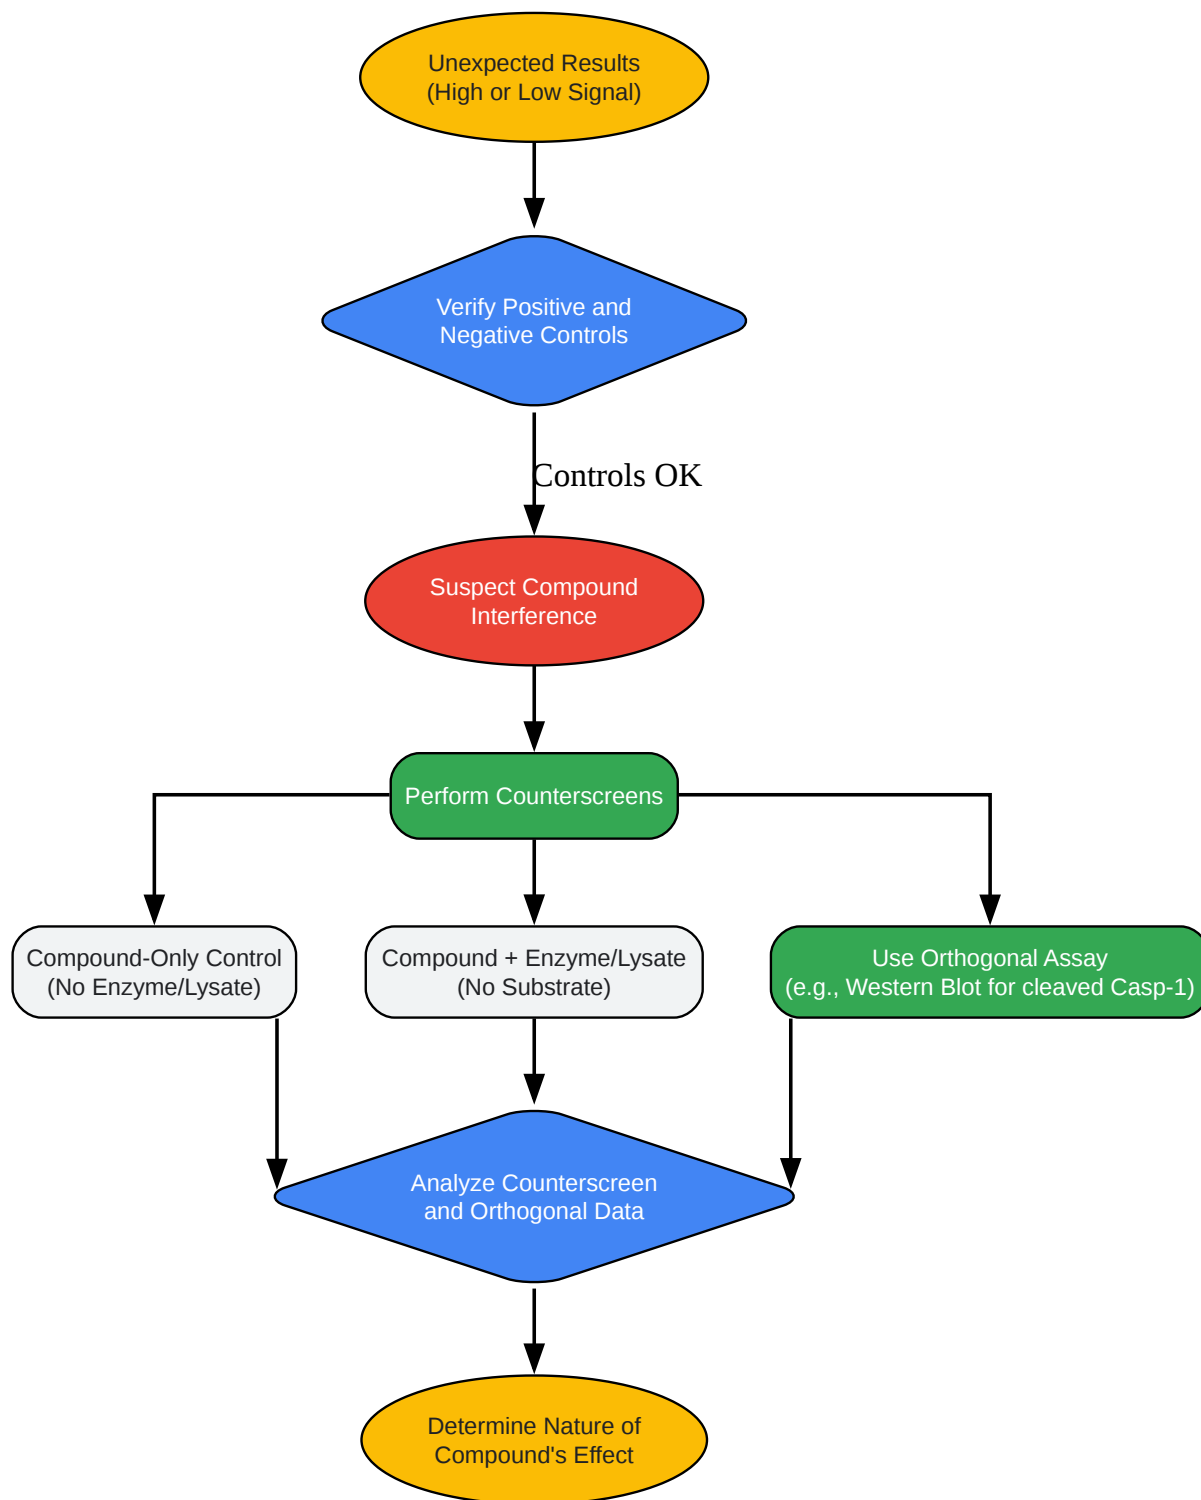 Unexpected Results
(High or Low Signal)
Verify Positive and
Negative Controls
Controls OK
Suspect Compound
Interference
Perform Counterscreens
Compound-Only Control
(No Enzyme/Lysate)
Compound + Enzyme/Lysate
(No Substrate)
Use Orthogonal Assay
(e.g., Western Blot for cleaved Casp-1)
Analyze Counterscreen
and Orthogonal Data
Determine Nature of
Compound's Effect